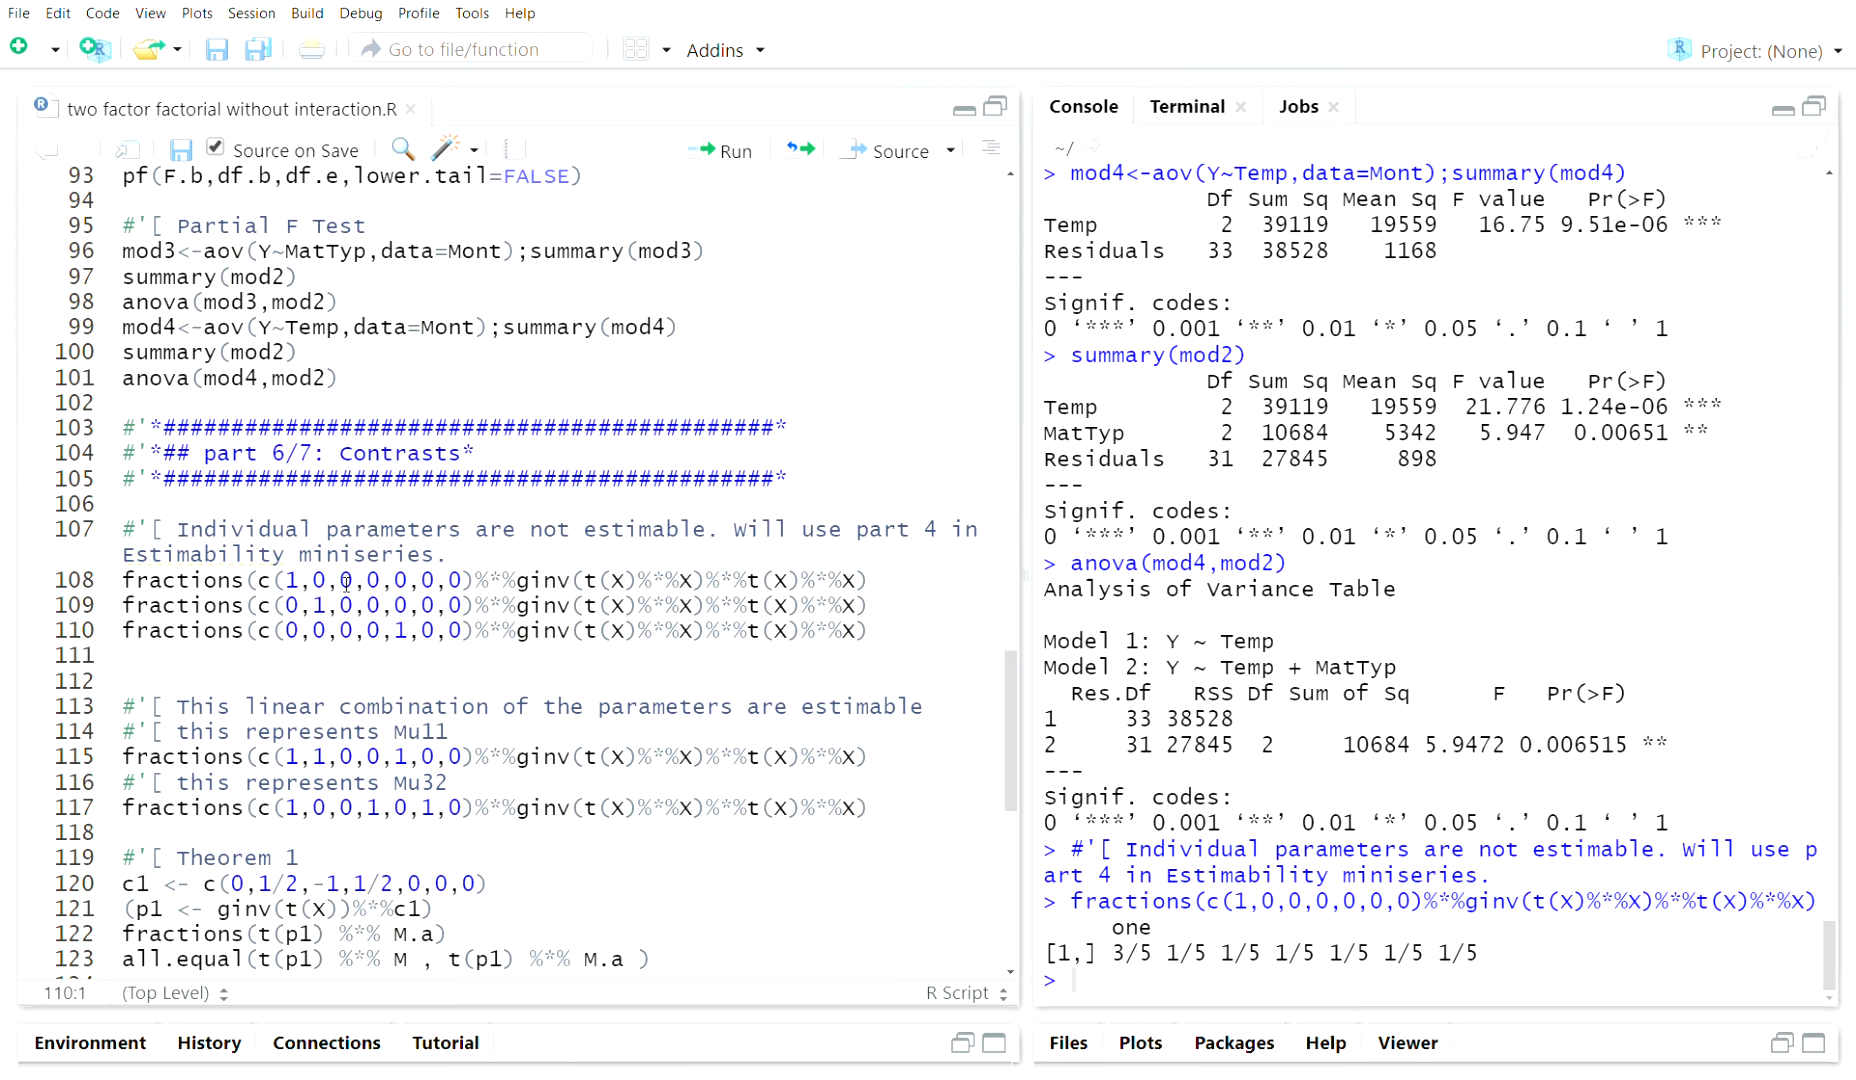 File Edit Code View Plots Session Build Debug Profile Tools Help
Go to file/function Addins Project: (None)
two factor factorial without interaction.R
Source on Save Run Source
93 pf(F.b,df.b,df.e,lower.tail=FALSE)
94
95 #'[ Partial F Test
96 mod3<-aov(Y~MatTyp,data=Mont);summary(mod3)
97 summary(mod2)
98 anova(mod3,mod2)
99 mod4<-aov(Y~Temp,data=Mont);summary(mod4)
100 summary(mod2)
101 anova(mod4,mod2)
102
103 #'*#############################################*
104 #'*## part 6/7: Contrasts*
105 #'*#############################################*
106
107 #'[ Individual parameters are not estimable. Will use part 4 in
Estimability miniseries.
108 fractions(c(1,0,0,0,0,0,0)%*%ginv(t(X)%*%X)%*%t(X)%*%X)
109 fractions(c(0,1,0,0,0,0,0)%*%ginv(t(X)%*%X)%*%t(X)%*%X)
110 fractions(c(0,0,0,0,1,0,0)%*%ginv(t(X)%*%X)%*%t(X)%*%X)
111
112
113 #'[ This linear combination of the parameters are estimable
114 #'[ this represents Mu11
115 fractions(c(1,1,0,0,1,0,0)%*%ginv(t(X)%*%X)%*%t(X)%*%X)
116 #'[ this represents Mu32
117 fractions(c(1,0,0,1,0,1,0)%*%ginv(t(X)%*%X)%*%t(X)%*%X)
118
119 #'[ Theorem 1
120 c1 <- c(0,1/2,-1,1/2,0,0,0)
121 (p1 <- ginv(t(X))%*%c1)
122 fractions(t(p1) %*% M.a)
123 all.equal(t(p1) %*% M , t(p1) %*% M.a )
110:1 (Top Level) R Script
Environment History Connections Tutorial
Console Terminal Jobs
~/
> mod4<-aov(Y~Temp,data=Mont);summary(mod4)
Df Sum Sq Mean Sq F value Pr(>F)
Temp 2 39119 19559 16.75 9.51e-06 ***
Residuals 33 38528 1168
---
Signif. codes:
0 ‘***’ 0.001 ‘**’ 0.01 ‘*’ 0.05 ‘.’ 0.1 ‘ ’ 1
> summary(mod2)
Df Sum Sq Mean Sq F value Pr(>F)
Temp 2 39119 19559 21.776 1.24e-06 ***
MatTyp 2 10684 5342 5.947 0.00651 **
Residuals 31 27845 898
---
Signif. codes:
0 ‘***’ 0.001 ‘**’ 0.01 ‘*’ 0.05 ‘.’ 0.1 ‘ ’ 1
> anova(mod4,mod2)
Analysis of Variance Table
Model 1: Y ~ Temp
Model 2: Y ~ Temp + MatTyp
Res.Df RSS Df Sum of Sq F Pr(>F)
1 33 38528
2 31 27845 2 10684 5.9472 0.006515 **
---
Signif. codes:
0 ‘***’ 0.001 ‘**’ 0.01 ‘*’ 0.05 ‘.’ 0.1 ‘ ’ 1
> #'[ Individual parameters are not estimable. Will use p
art 4 in Estimability miniseries.
> fractions(c(1,0,0,0,0,0,0)%*%ginv(t(X)%*%X)%*%t(X)%*%X)
one
[1,] 3/5 1/5 1/5 1/5 1/5 1/5 1/5
>
Files Plots Packages Help Viewer